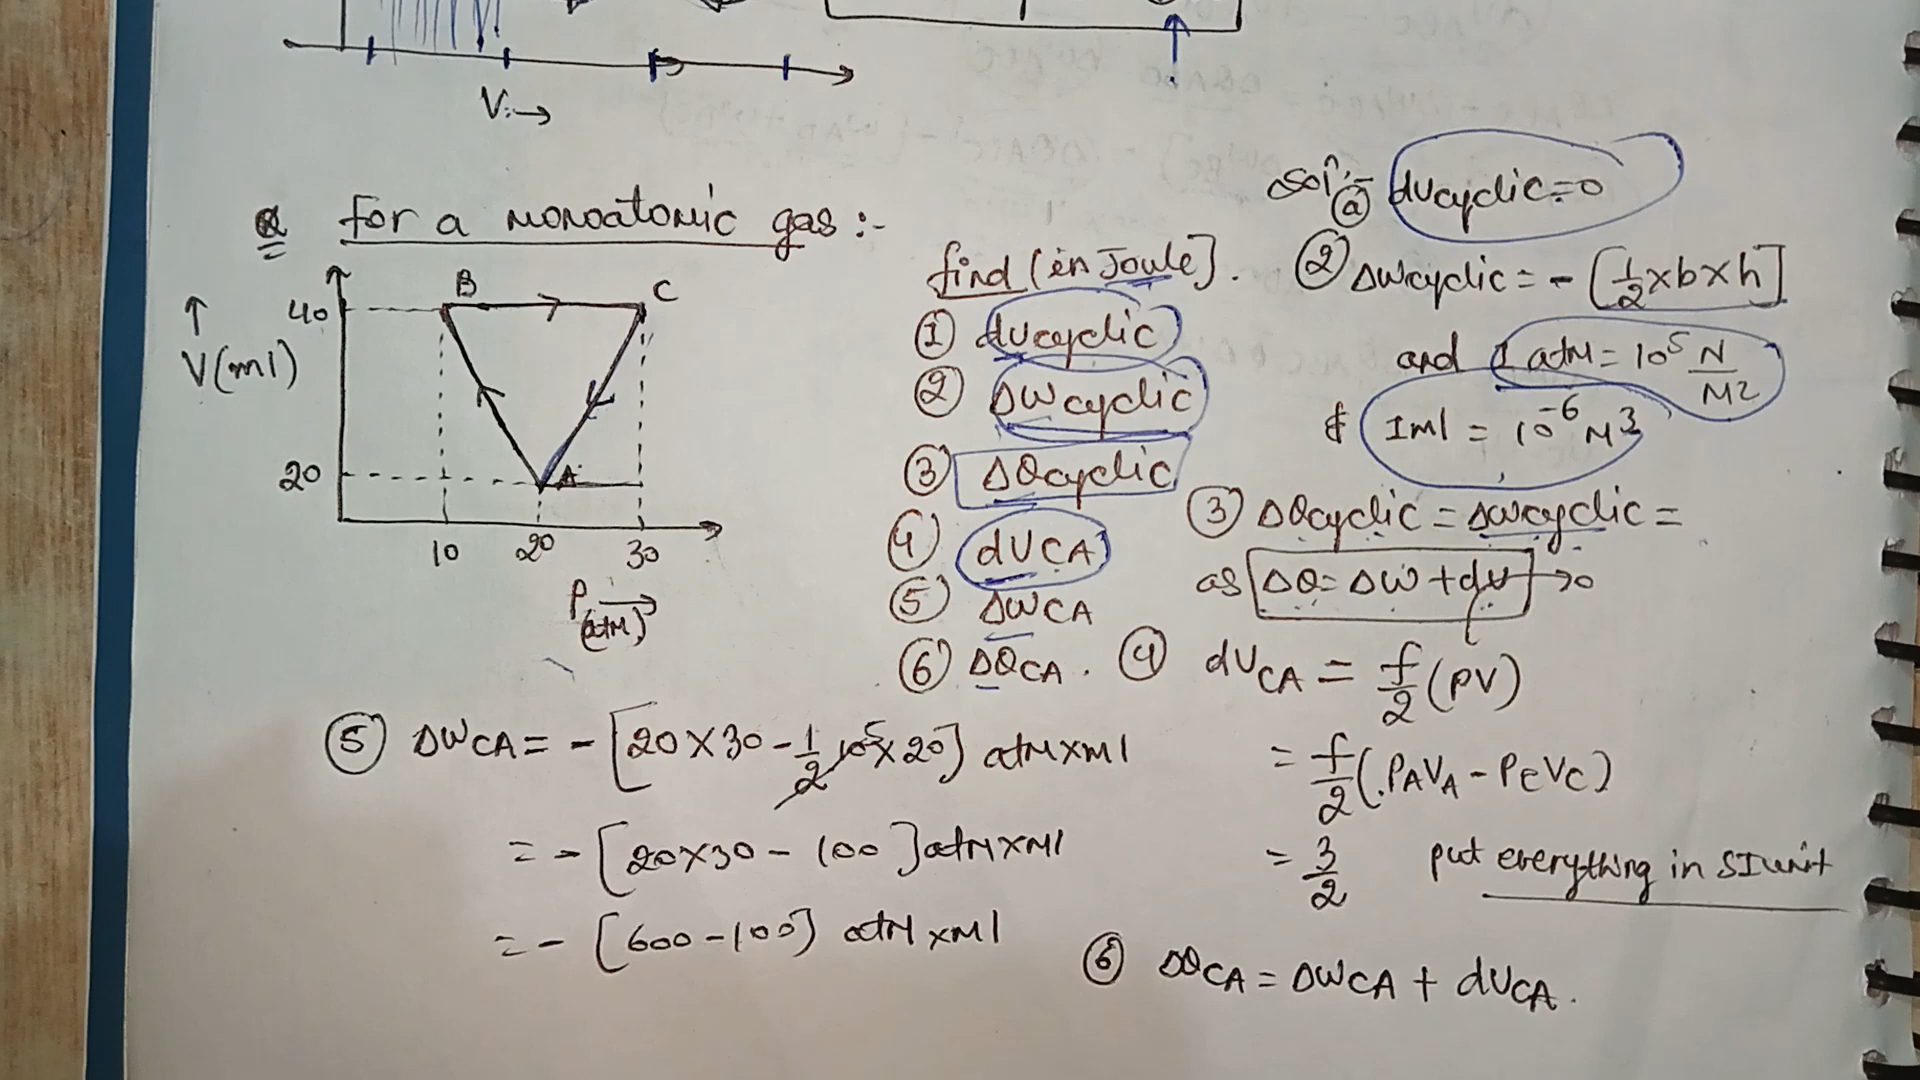 V→
Q for a monoatomic gas :-
B
C
40
↑
V(ml)
20
A
10 20 30
P→
(atm)
find (in Joule).
① dUcyclic
② ΔWcyclic
③ ΔQcyclic
④ dUCA
⑤ ΔWCA
⑥ ΔQCA.
Solⁿ:- ⓐ dUcyclic=0
② ΔWcyclic = - [1/2 x b x h]
and 1 atm = 10⁵ N/M2
& 1ml = 10⁻⁶ M³
③ ΔQcyclic = ΔWcyclic =
as ΔQ = ΔW + dU → 0
④ dUCA = f/2 (PV)
= f/2 (PAVA - PCVC)
= 3/2 put everything in SI unit
⑤ ΔWCA = - [20 x 30 - 1/2 10 x 20] atm x ml
= - [20 x 30 - 100] atm x ml
= - [600 - 100] atm x ml
⑥ ΔQCA = ΔWCA + dUCA.